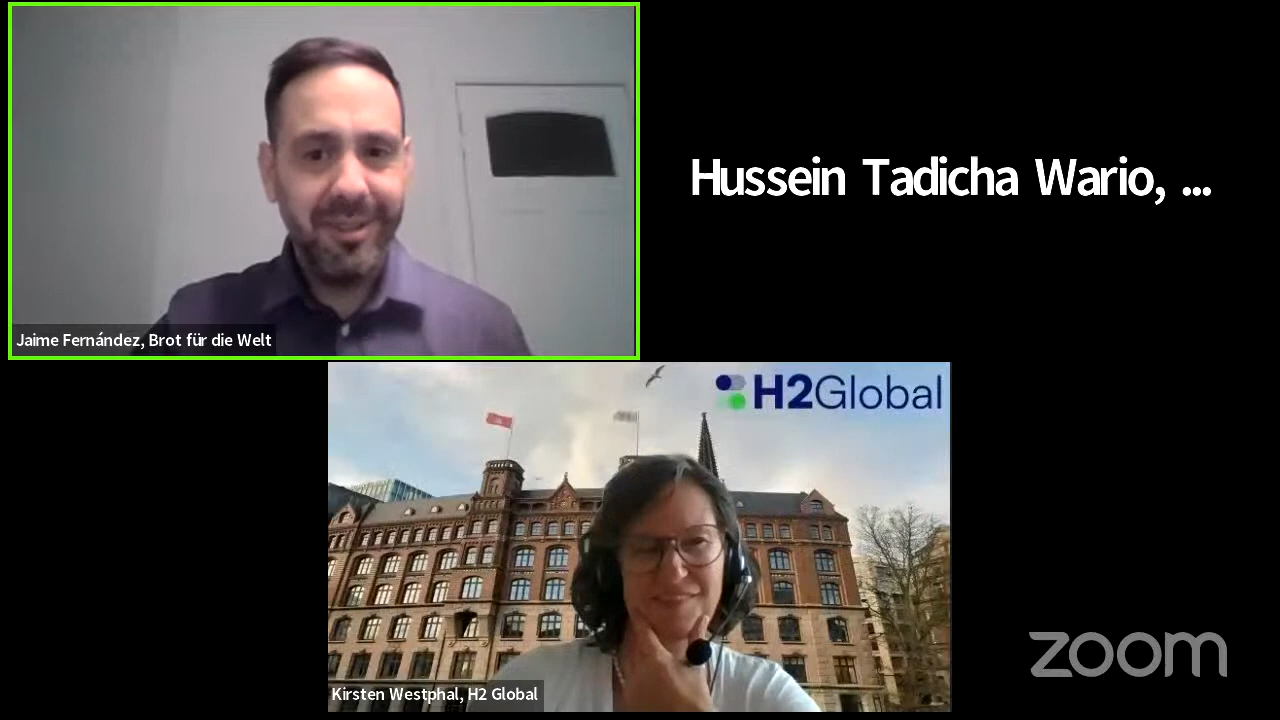 Hussein Tadicha Wario, ...
Jaime Fernández, Brot für die Welt
H2Global
Kirsten Westphal, H2 Global
zoom